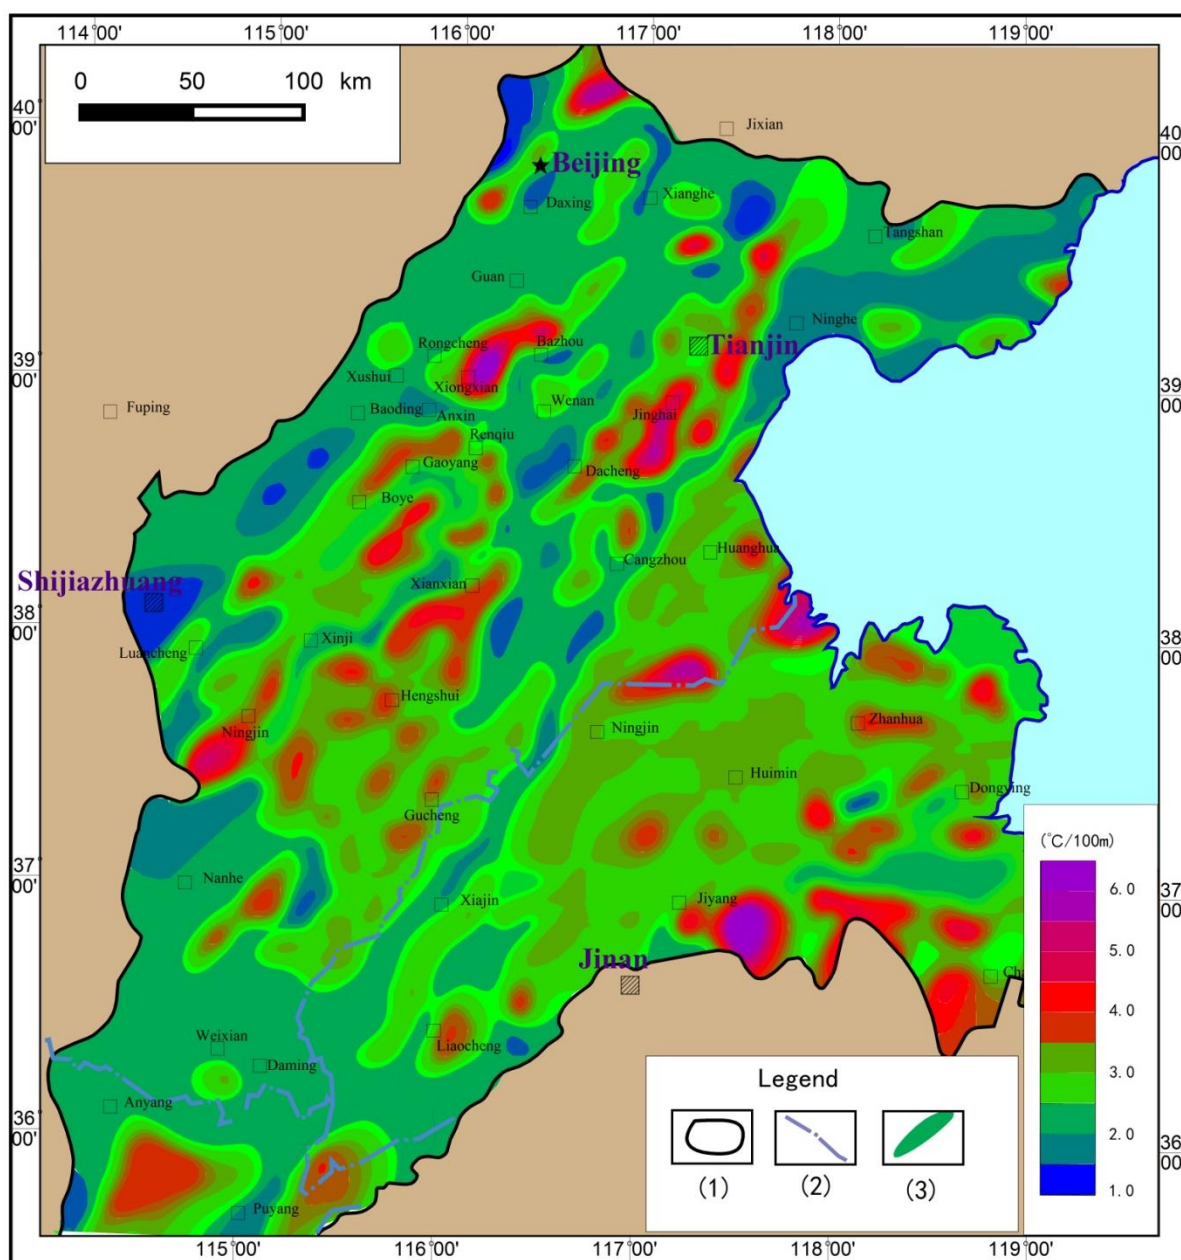 114°00' 115°00' 116°00' 117°00' 118°00' 119°00'
0 50 100 km
40°
00'
Jixian
40°
00'
Beijing
Daxing
Xianghe
Tangshan
Guan
Ninghe
Rongcheng
Bazhou
Tianjin
39°
00'
Xushui
Xiongxian
39°
00'
Fuping
Baoding
Anxin
Wenan
Jinghai
Renqiu
Gaoyang
Dacheng
Boye
Huanghua
Cangzhou
Shijiazhuang
Xianxian
38°
00'
Xinji
38°
00'
Luancheng
Hengshui
Ningjin
Ningjin
Zhanhua
Huimin
Dongying
Gucheng
(°C/100m)
37°
00'
Nanhe
6.0
Xiajin
Jiyang
37°
00'
5.0
Jinan
Cha
4.0
Weixian
Liaocheng
Daming
Legend
3.0
Anyang
36°
00'
2.0
36°
00'
(1) (2) (3)
1.0
Puyang
115°00' 116°00' 117°00' 118°00' 119°00'